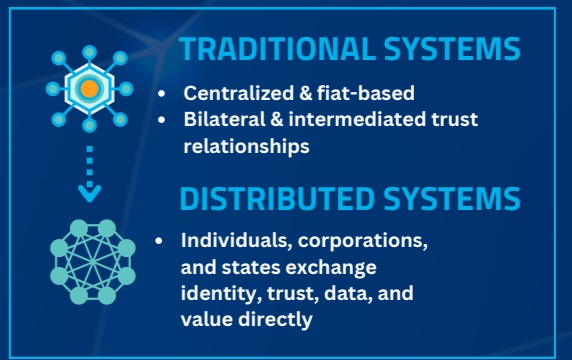 TRADITIONAL SYSTEMS
• Centralized & fiat-based
• Bilateral & intermediated trust
relationships
DISTRIBUTED SYSTEMS
• Individuals, corporations,
and states exchange
identity, trust, data, and
value directly